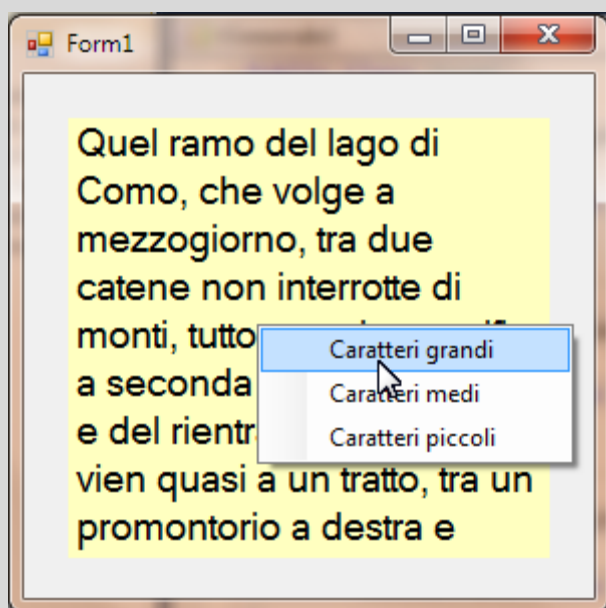 Form1
Quel ramo del lago di
Como, che volge a
mezzogiorno, tra due
catene non interrotte di
monti, tutto
a seconda
e del
vien quasi a un tratto, tra un
promontorio a destra e
Caratteri grandi
Caratteri medi
Caratteri piccoli